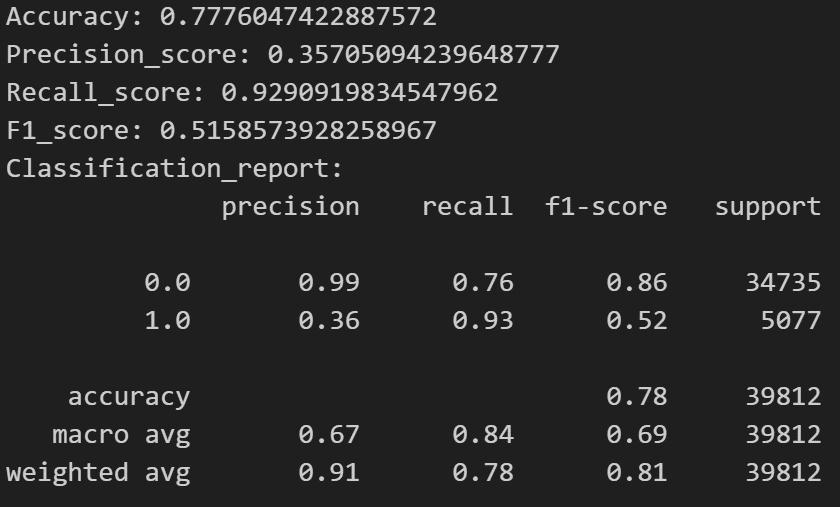 Accuracy: 0.7776047422887572
Precision_score: 0.35705094239648777
Recall_score: 0.9290919834547962
F1_score: 0.5158573928258967
Classification_report:
precision recall f1-score support
0.0 0.99 0.76 0.86 34735
1.0 0.36 0.93 0.52 5077
accuracy 0.78 39812
macro avg 0.67 0.84 0.69 39812
weighted avg 0.91 0.78 0.81 39812